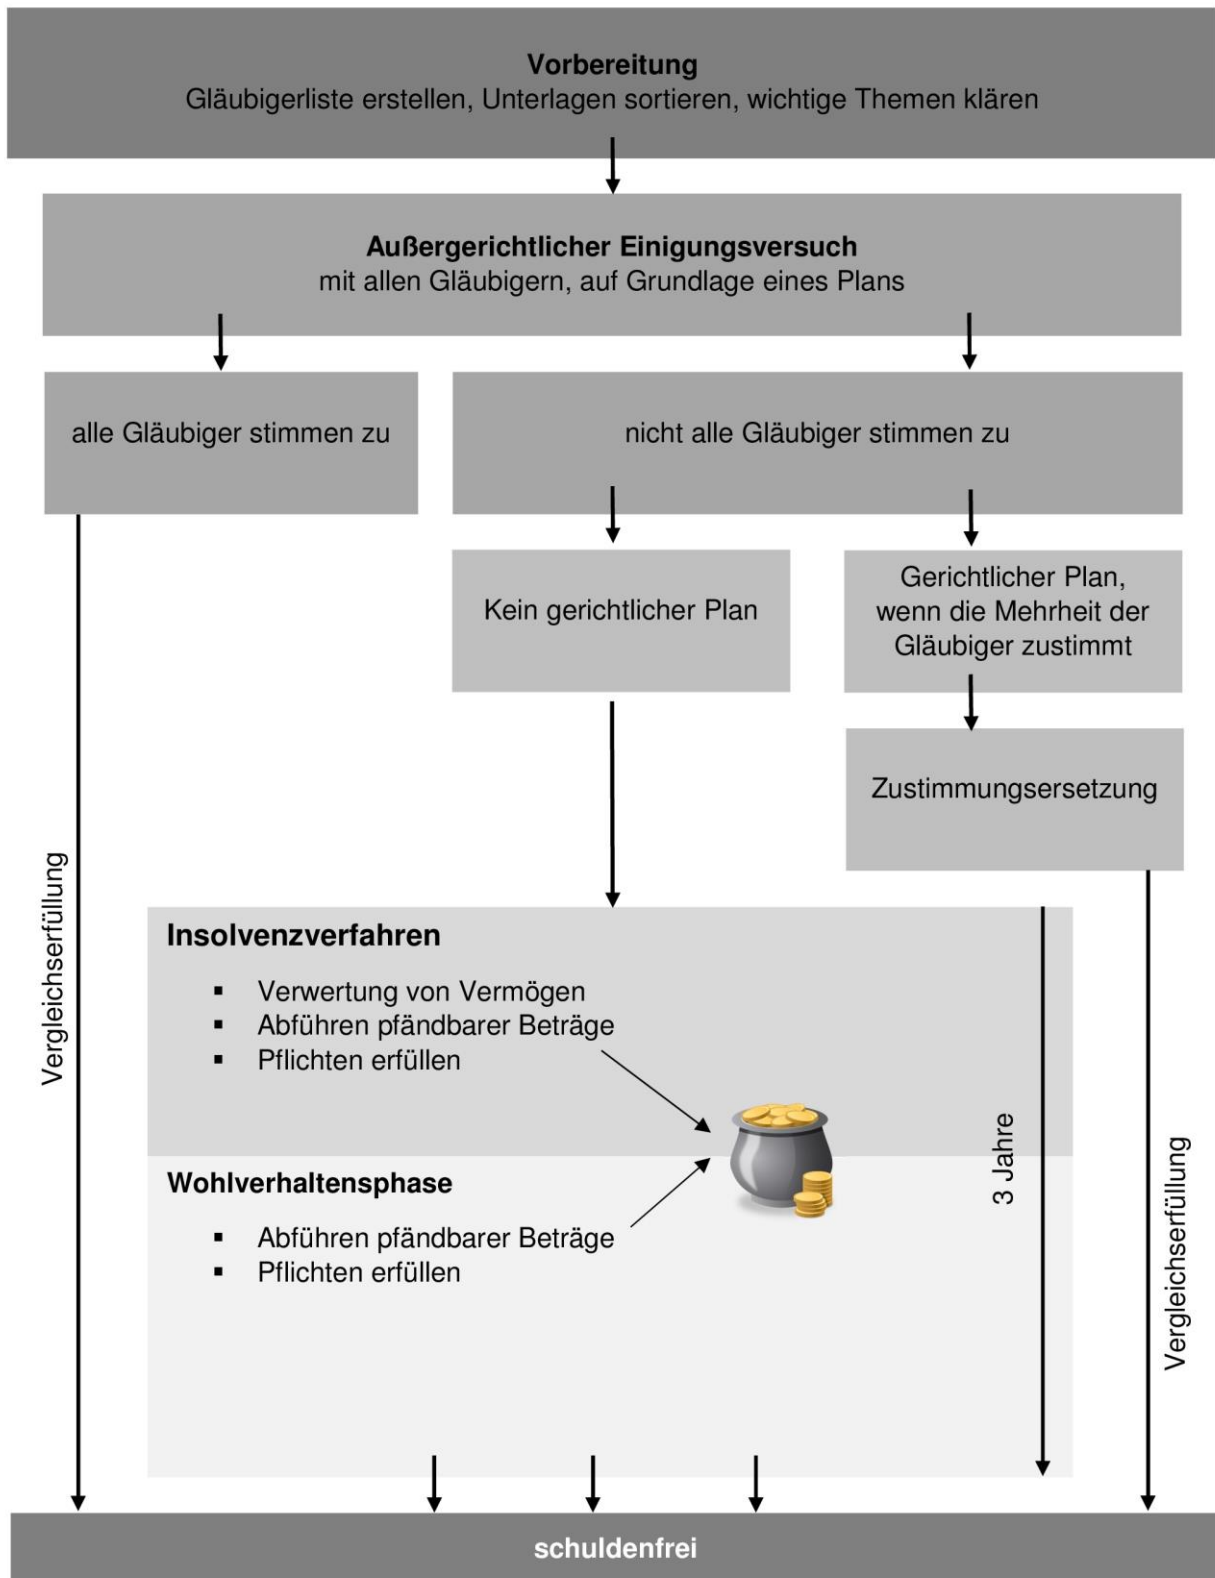 Vorbereitung
Gläubigerliste erstellen, Unterlagen sortieren, wichtige Themen klären
Außergerichtlicher Einigungsversuch
mit allen Gläubigern, auf Grundlage eines Plans
alle Gläubiger stimmen zu
nicht alle Gläubiger stimmen zu
Kein gerichtlicher Plan
Gerichtlicher Plan,
wenn die Mehrheit der
Gläubiger zustimmt
Zustimmungsersetzung
Vergleichserfüllung
Insolvenzverfahren
▪ Verwertung von Vermögen
▪ Abführen pfändbarer Beträge
▪ Pflichten erfüllen
Wohlverhaltensphase
▪ Abführen pfändbarer Beträge
▪ Pflichten erfüllen
3 Jahre
Vergleichserfüllung
schuldenfrei